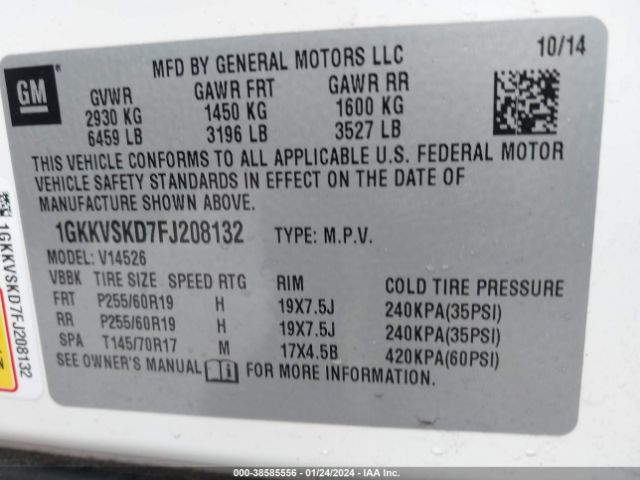 GM
MFD BY GENERAL MOTORS LLC
10/14
GVWR GAWR FRT GAWR RR
2930 KG 1450 KG 1600 KG
6459 LB 3196 LB 3527 LB
THIS VEHICLE CONFORMS TO ALL APPLICABLE U.S. FEDERAL MOTOR
VEHICLE SAFETY STANDARDS IN EFFECT ON THE DATE OF
MANUFACTURE SHOWN ABOVE.
1GKKVSKD7FJ208132 TYPE: M.P.V.
MODEL: V14526
VBBK TIRE SIZE SPEED RTG RIM COLD TIRE PRESSURE
FRT P255/60R19 H 19X7.5J 240KPA(35PSI)
RR P255/60R19 H 19X7.5J 240KPA(35PSI)
SPA T145/70R17 M 17X4.5B 420KPA(60PSI)
SEE OWNER'S MANUAL FOR MORE INFORMATION.
1GKKVSKD7FJ208132
000-38585556 - 01/24/2024 - IAAI.com